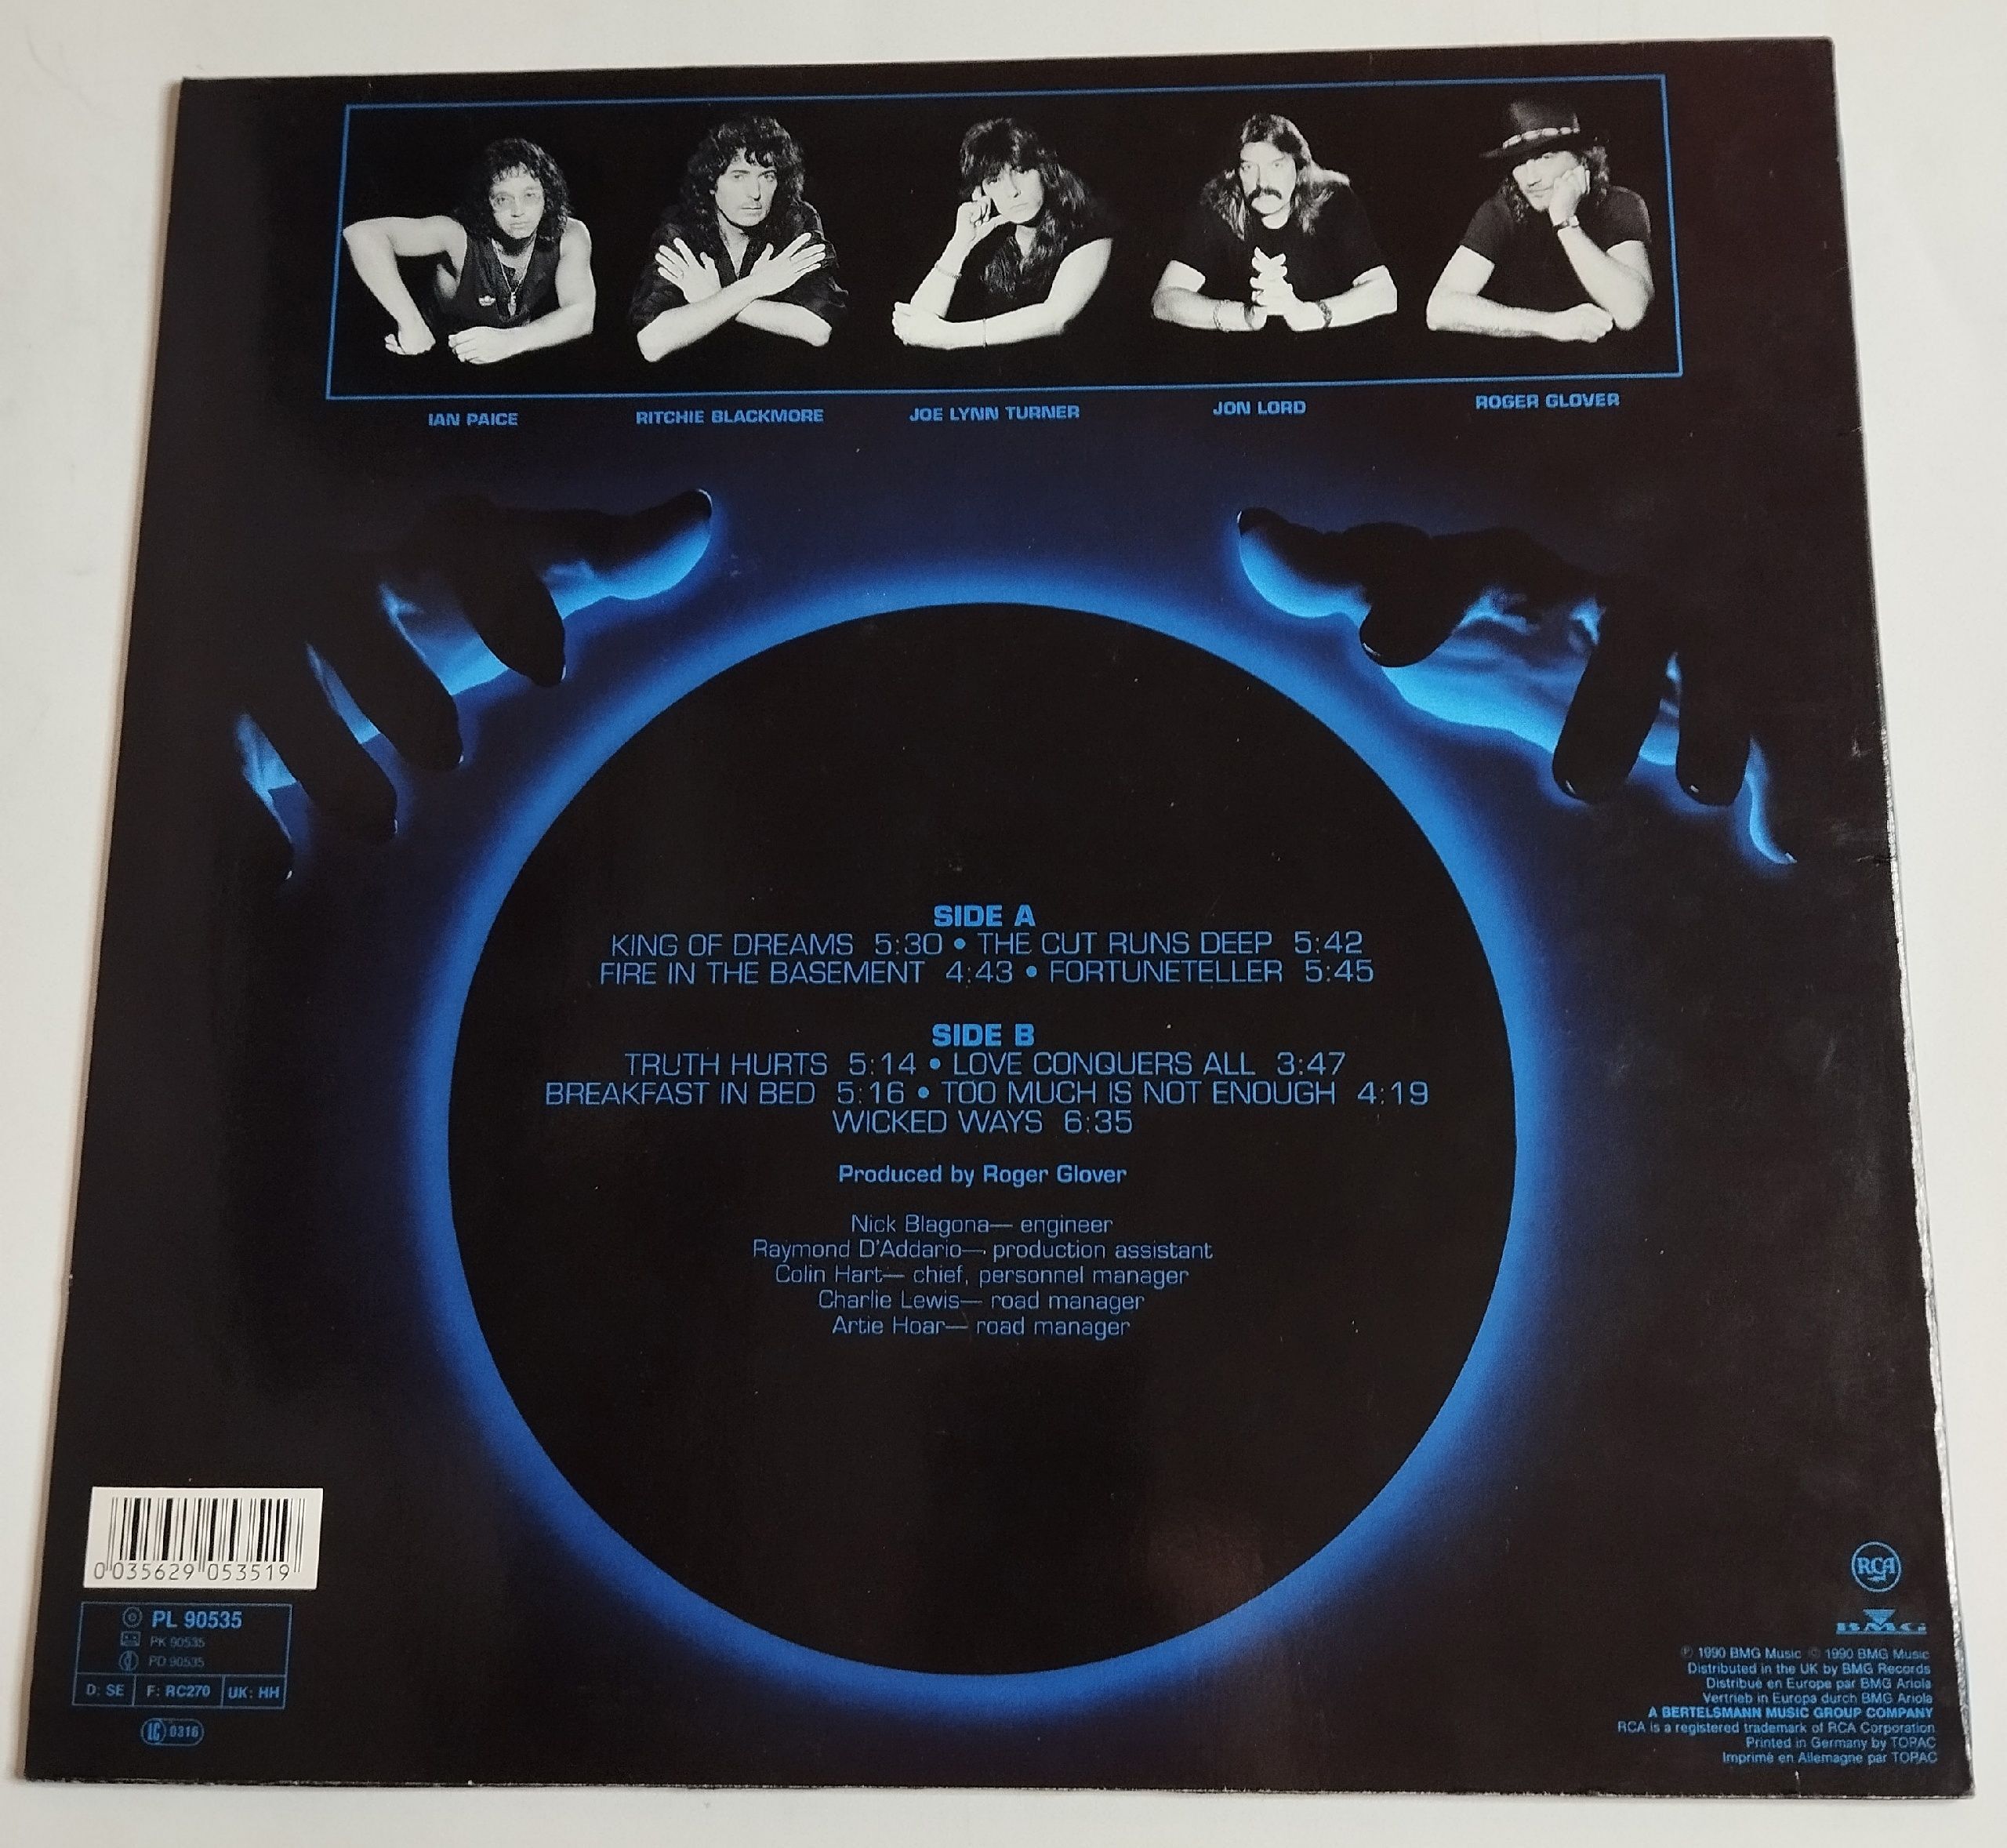 IAN PAICE
RITCHIE BLACKMORE
JOE LYNN TURNER
JON LORD
ROGER GLOVER
SIDE A
KING OF DREAMS 5:30 • THE CUT RUNS DEEP 5:42
FIRE IN THE BASEMENT 4:43 • FORTUNETELLER 5:45
SIDE B
TRUTH HURTS 5:14 • LOVE CONQUERS ALL 3:47
BREAKFAST IN BED 5:16 • TOO MUCH IS NOT ENOUGH 4:19
WICKED WAYS 6:35
Produced by Roger Glover
Nick Blagona— engineer
Raymond D'Addario— production assistant
Colin Hart— chief, personnel manager
Charlie Lewis— road manager
Artie Hoar— road manager
0 035629 053519
PL 90535
PK 90535
PD 90535
D: SE F: RC270 UK: HH
LC 0316
RCA
BMG
℗ 1990 BMG Music © 1990 BMG Music
Distributed in the UK by BMG Records
Distribué en Europe par BMG Ariola
Vertrieb in Europa durch BMG Ariola
A BERTELSMANN MUSIC GROUP COMPANY
RCA is a registered trademark of RCA Corporation
Printed in Germany by TOPAC
Imprimé en Allemagne par TOPAC